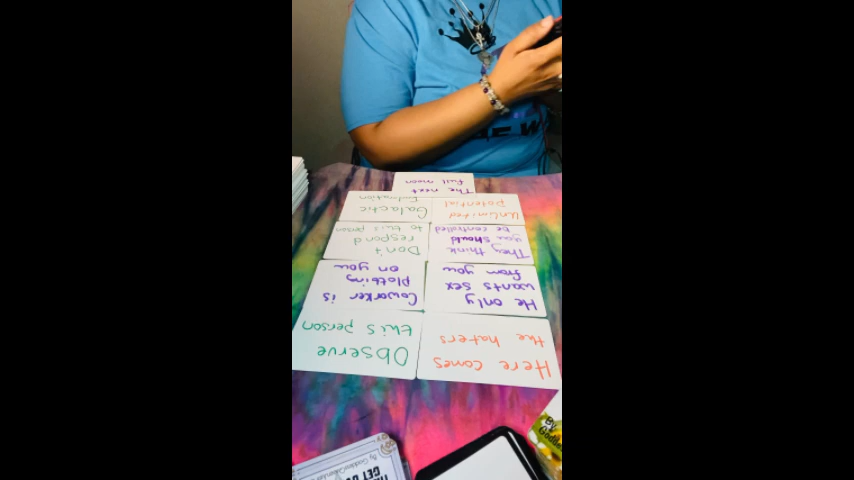 Here comes
the haters
Observe
this person
He only
wants sex
from you
Coworker is
Plotting
on you
They think
you should
be controlled
Don't
respond
to this person
Unlimited
Potential
Galactic
The next
full moon
By